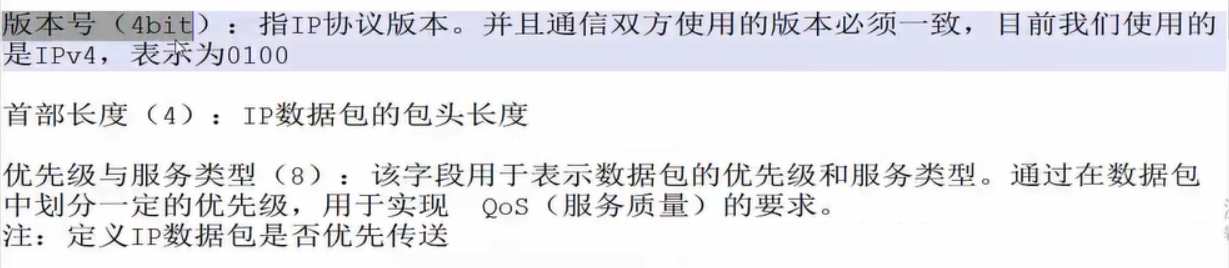 版本号（4bit）：指IP协议版本。并且通信双方使用的版本必须一致，目前我们使用的
是IPv4，表示为0100
首部长度（4）：IP数据包的包头长度
优先级与服务类型（8）：该字段用于表示数据包的优先级和服务类型。通过在数据包
中划分一定的优先级，用于实现 QoS（服务质量）的要求。
注：定义IP数据包是否优先传送